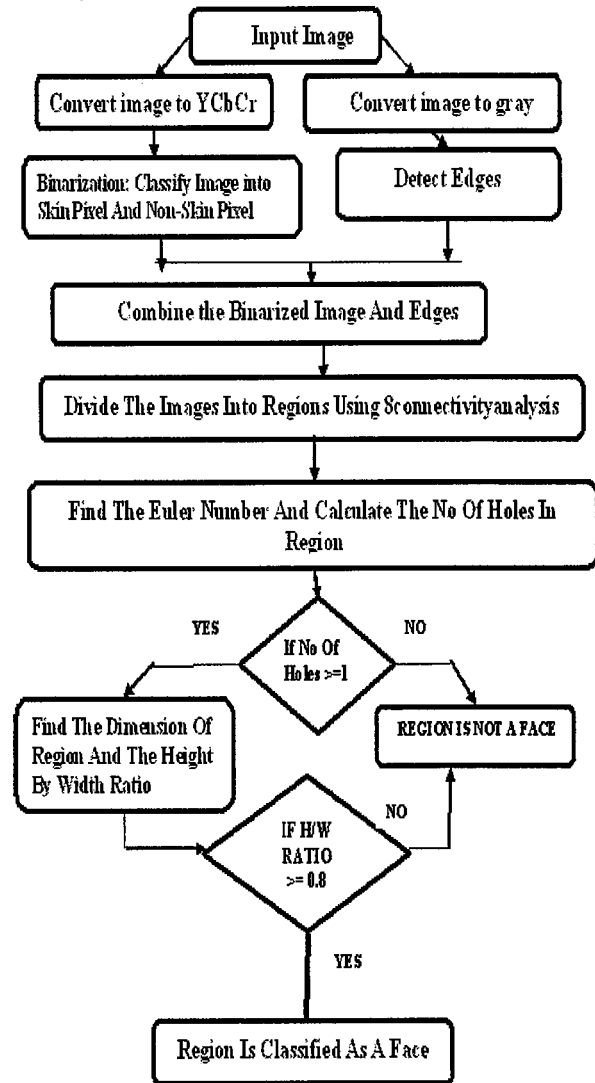 Input Image
Convert image to YCbCr
Convert image to gray
Binarization: Classify Image into
Skin Pixel And Non-Skin Pixel
Detect Edges
Combine the Binarized Image And Edges
Divide The Images Into Regions Using 8connectivityanalysis
Find The Euler Number And Calculate The No Of Holes In
Region
YES
NO
If No Of
Holes >=1
Find The Dimension Of
Region And The Height
By Width Ratio
REGION IS NOT A FACE
NO
IF H/W
RATIO
>= 0.8
YES
Region Is Classified As A Face